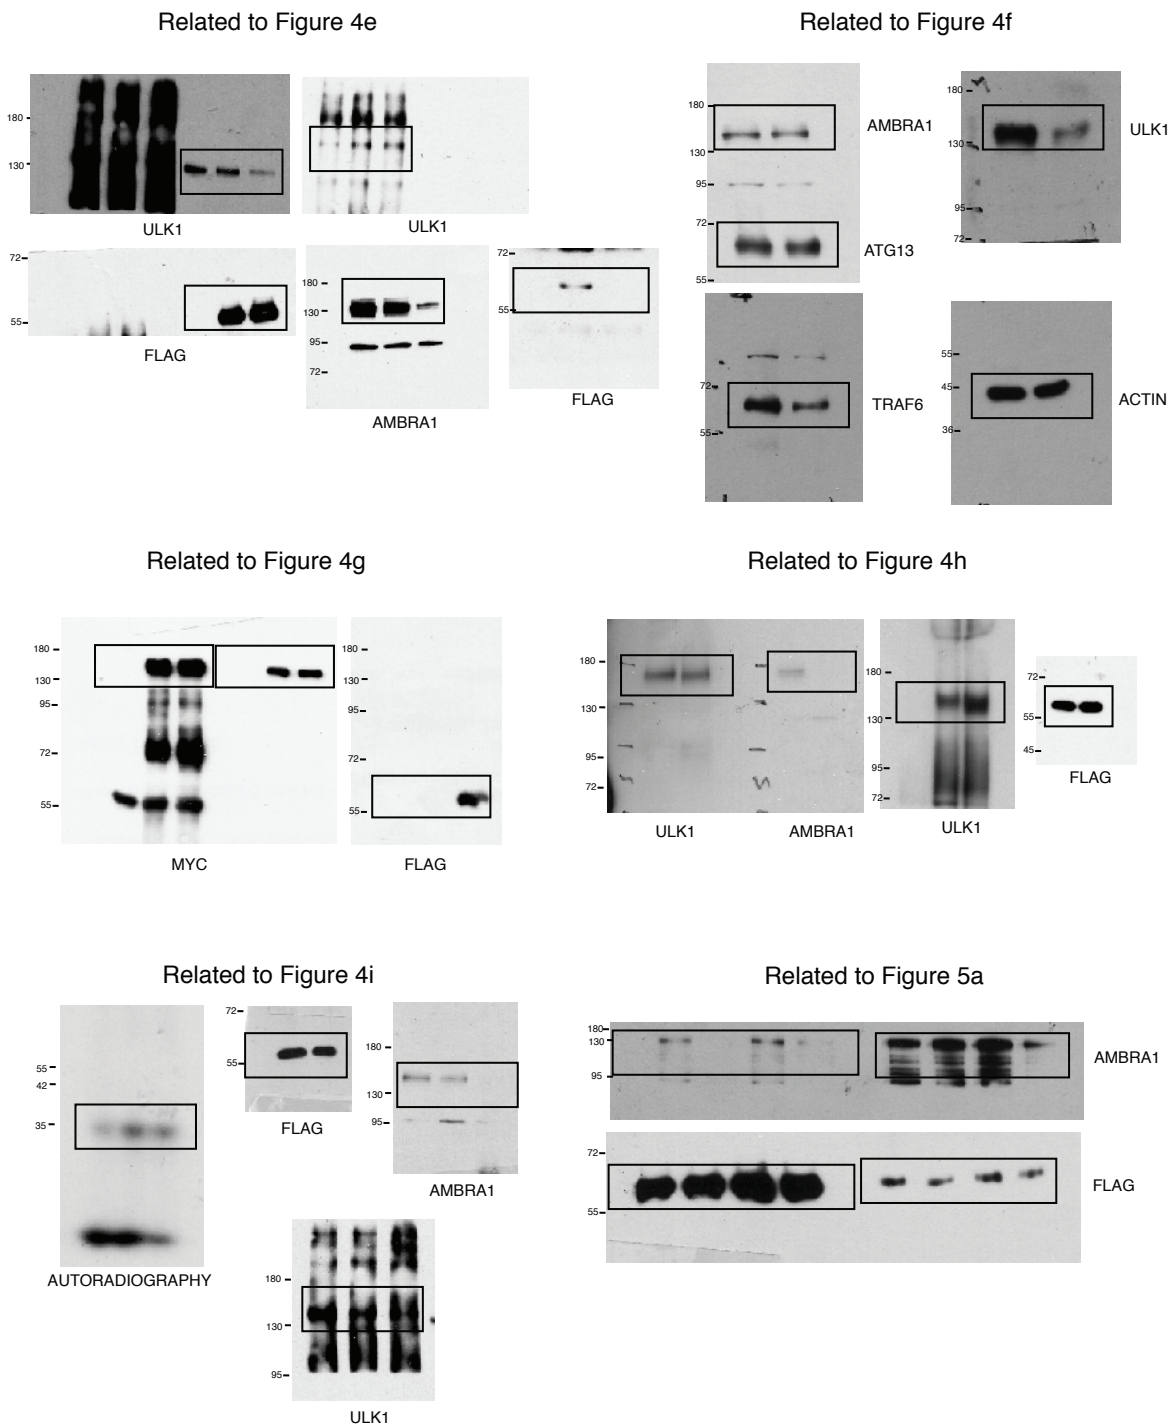 Related to Figure 4e
180
130
ULK1
ULK1
72
55
FLAG
180
130
95
72
AMBRA1
72
55
FLAG
Related to Figure 4f
180
130
95
72
55
AMBRA1
ATG13
180
130
95
72
ULK1
72
55
TRAF6
55
45
36
ACTIN
Related to Figure 4g
180
130
95
72
55
MYC
180
130
95
72
55
FLAG
Related to Figure 4h
180
130
95
72
ULK1
AMBRA1
180
130
95
72
ULK1
72
55
45
FLAG
Related to Figure 4i
55
42
35
AUTORADIOGRAPHY
72
55
FLAG
180
130
95
AMBRA1
180
130
95
ULK1
Related to Figure 5a
180
130
95
AMBRA1
72
55
FLAG